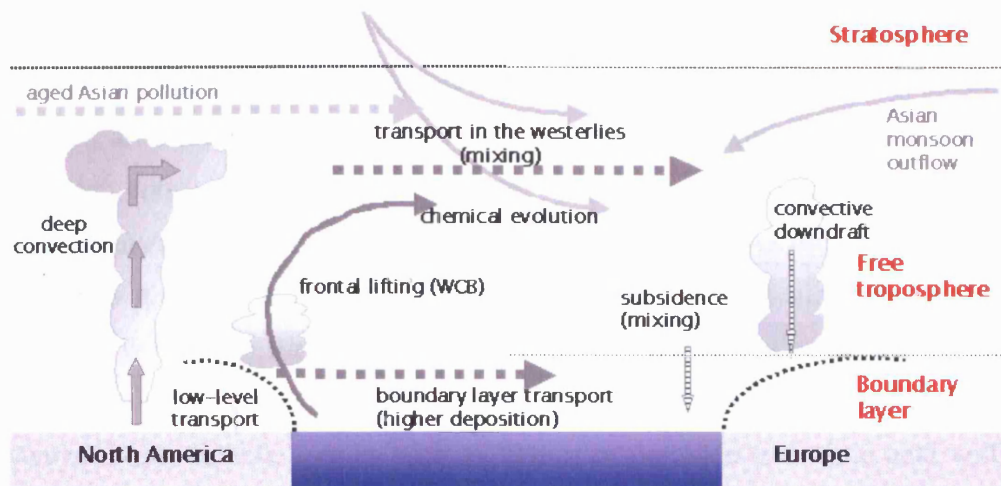 Stratosphere
aged Asian pollution
transport in the westerlies
(mixing)
Asian
monsoon
outflow
deep
convection
chemical evolution
convective
downdraft
frontal lifting (WCB)
subsidence
(mixing)
Free
troposphere
low-level
transport
boundary layer transport
(higher deposition)
Boundary
layer
North America
Europe